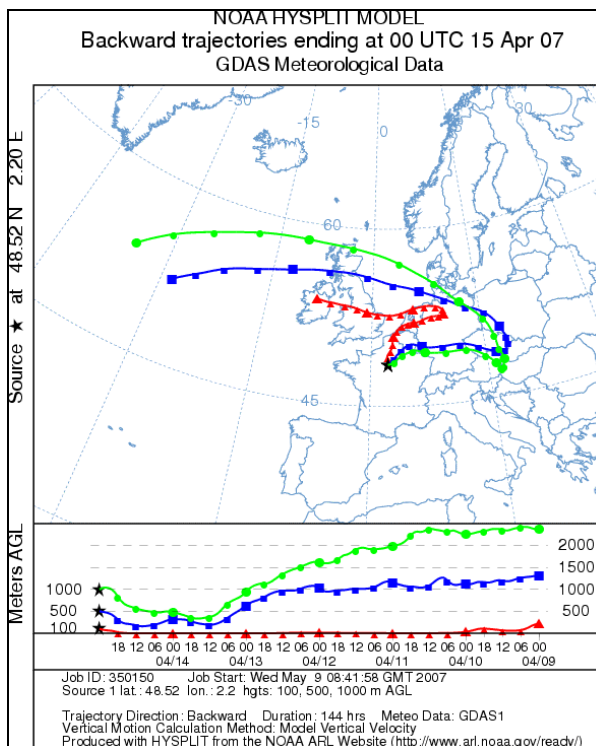 NOAA HYSPLIT MODEL
Backward trajectories ending at 00 UTC 15 Apr 07
GDAS Meteorological Data
Source ★ at 48.52 N 2.20 E
-30
-15
0
30
60
45
Meters AGL
2000
1000 1500
500 1000
100 500
18 12 06 00 18 12 06 00 18 12 06 00 18 12 06 00 18 12 06 00 18 12 06 00
04/14 04/13 04/12 04/11 04/10 04/09
Job ID: 350150 Job Start: Wed May 9 08:41:58 GMT 2007
Source 1 lat.: 48.52 lon.: 2.2 hgts: 100, 500, 1000 m AGL
Trajectory Direction: Backward Duration: 144 hrs Meteo Data: GDAS1
Vertical Motion Calculation Method: Model Vertical Velocity
Produced with HYSPLIT from the NOAA ARL Website (http://www.arl.noaa.gov/ready/)